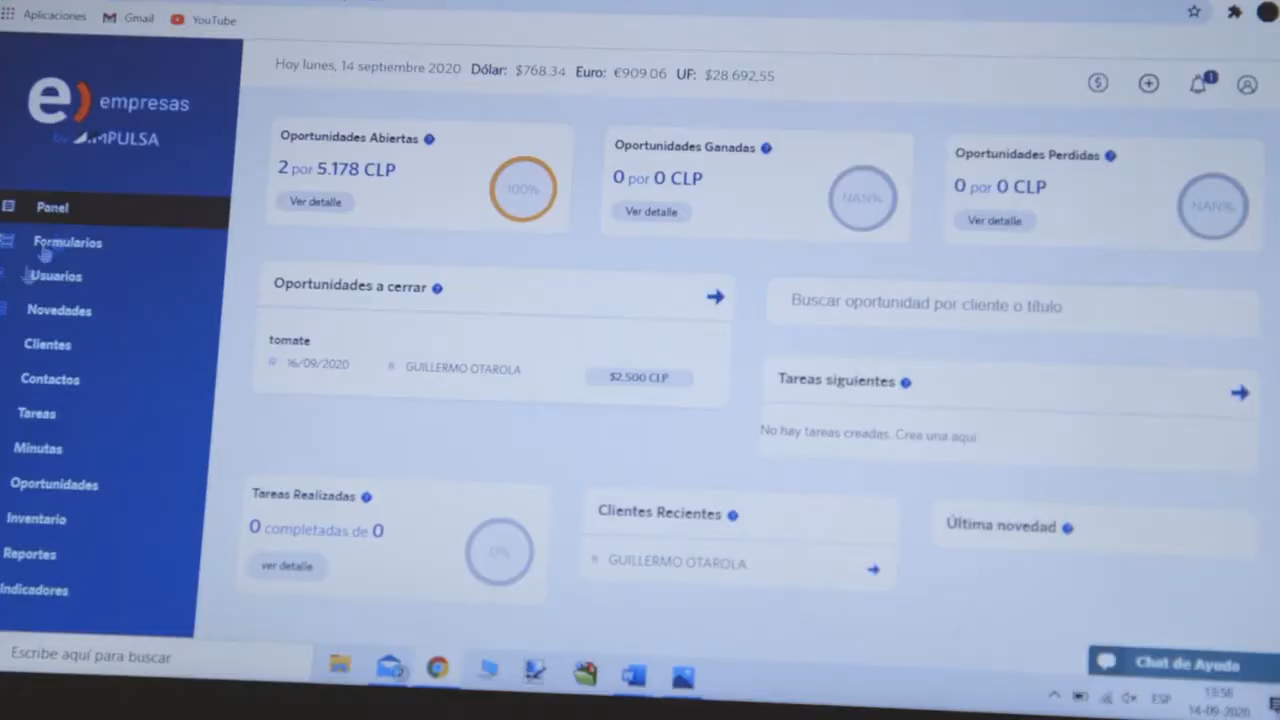 Aplicaciones Gmail YouTube
Hoy lunes, 14 septiembre 2020 Dólar: $768.34 Euro: €909.06 UF: $28.692,55
1
e) empresas
IMPULSA
Panel
Formularios
Usuarios
Novedades
Clientes
Contactos
Tareas
Minutas
Oportunidades
Inventario
Reportes
Indicadores
Oportunidades Abiertas
2 por 5.178 CLP
Ver detalle
100%
Oportunidades Ganadas
0 por 0 CLP
Ver detalle
NAN%
Oportunidades Perdidas
0 por 0 CLP
Ver detalle
NAN%
Oportunidades a cerrar
tomate
16/09/2020 GUILLERMO OTAROLA $2.500 CLP
Buscar oportunidad por cliente o título
Tareas siguientes
No hay tareas creadas. Crea una aquí
Tareas Realizadas
0 completadas de 0
ver detalle
0%
Clientes Recientes
GUILLERMO OTAROLA
Última novedad
Chat de Ayuda
Escribe aquí para buscar
ESP
13:56
14-09-2020